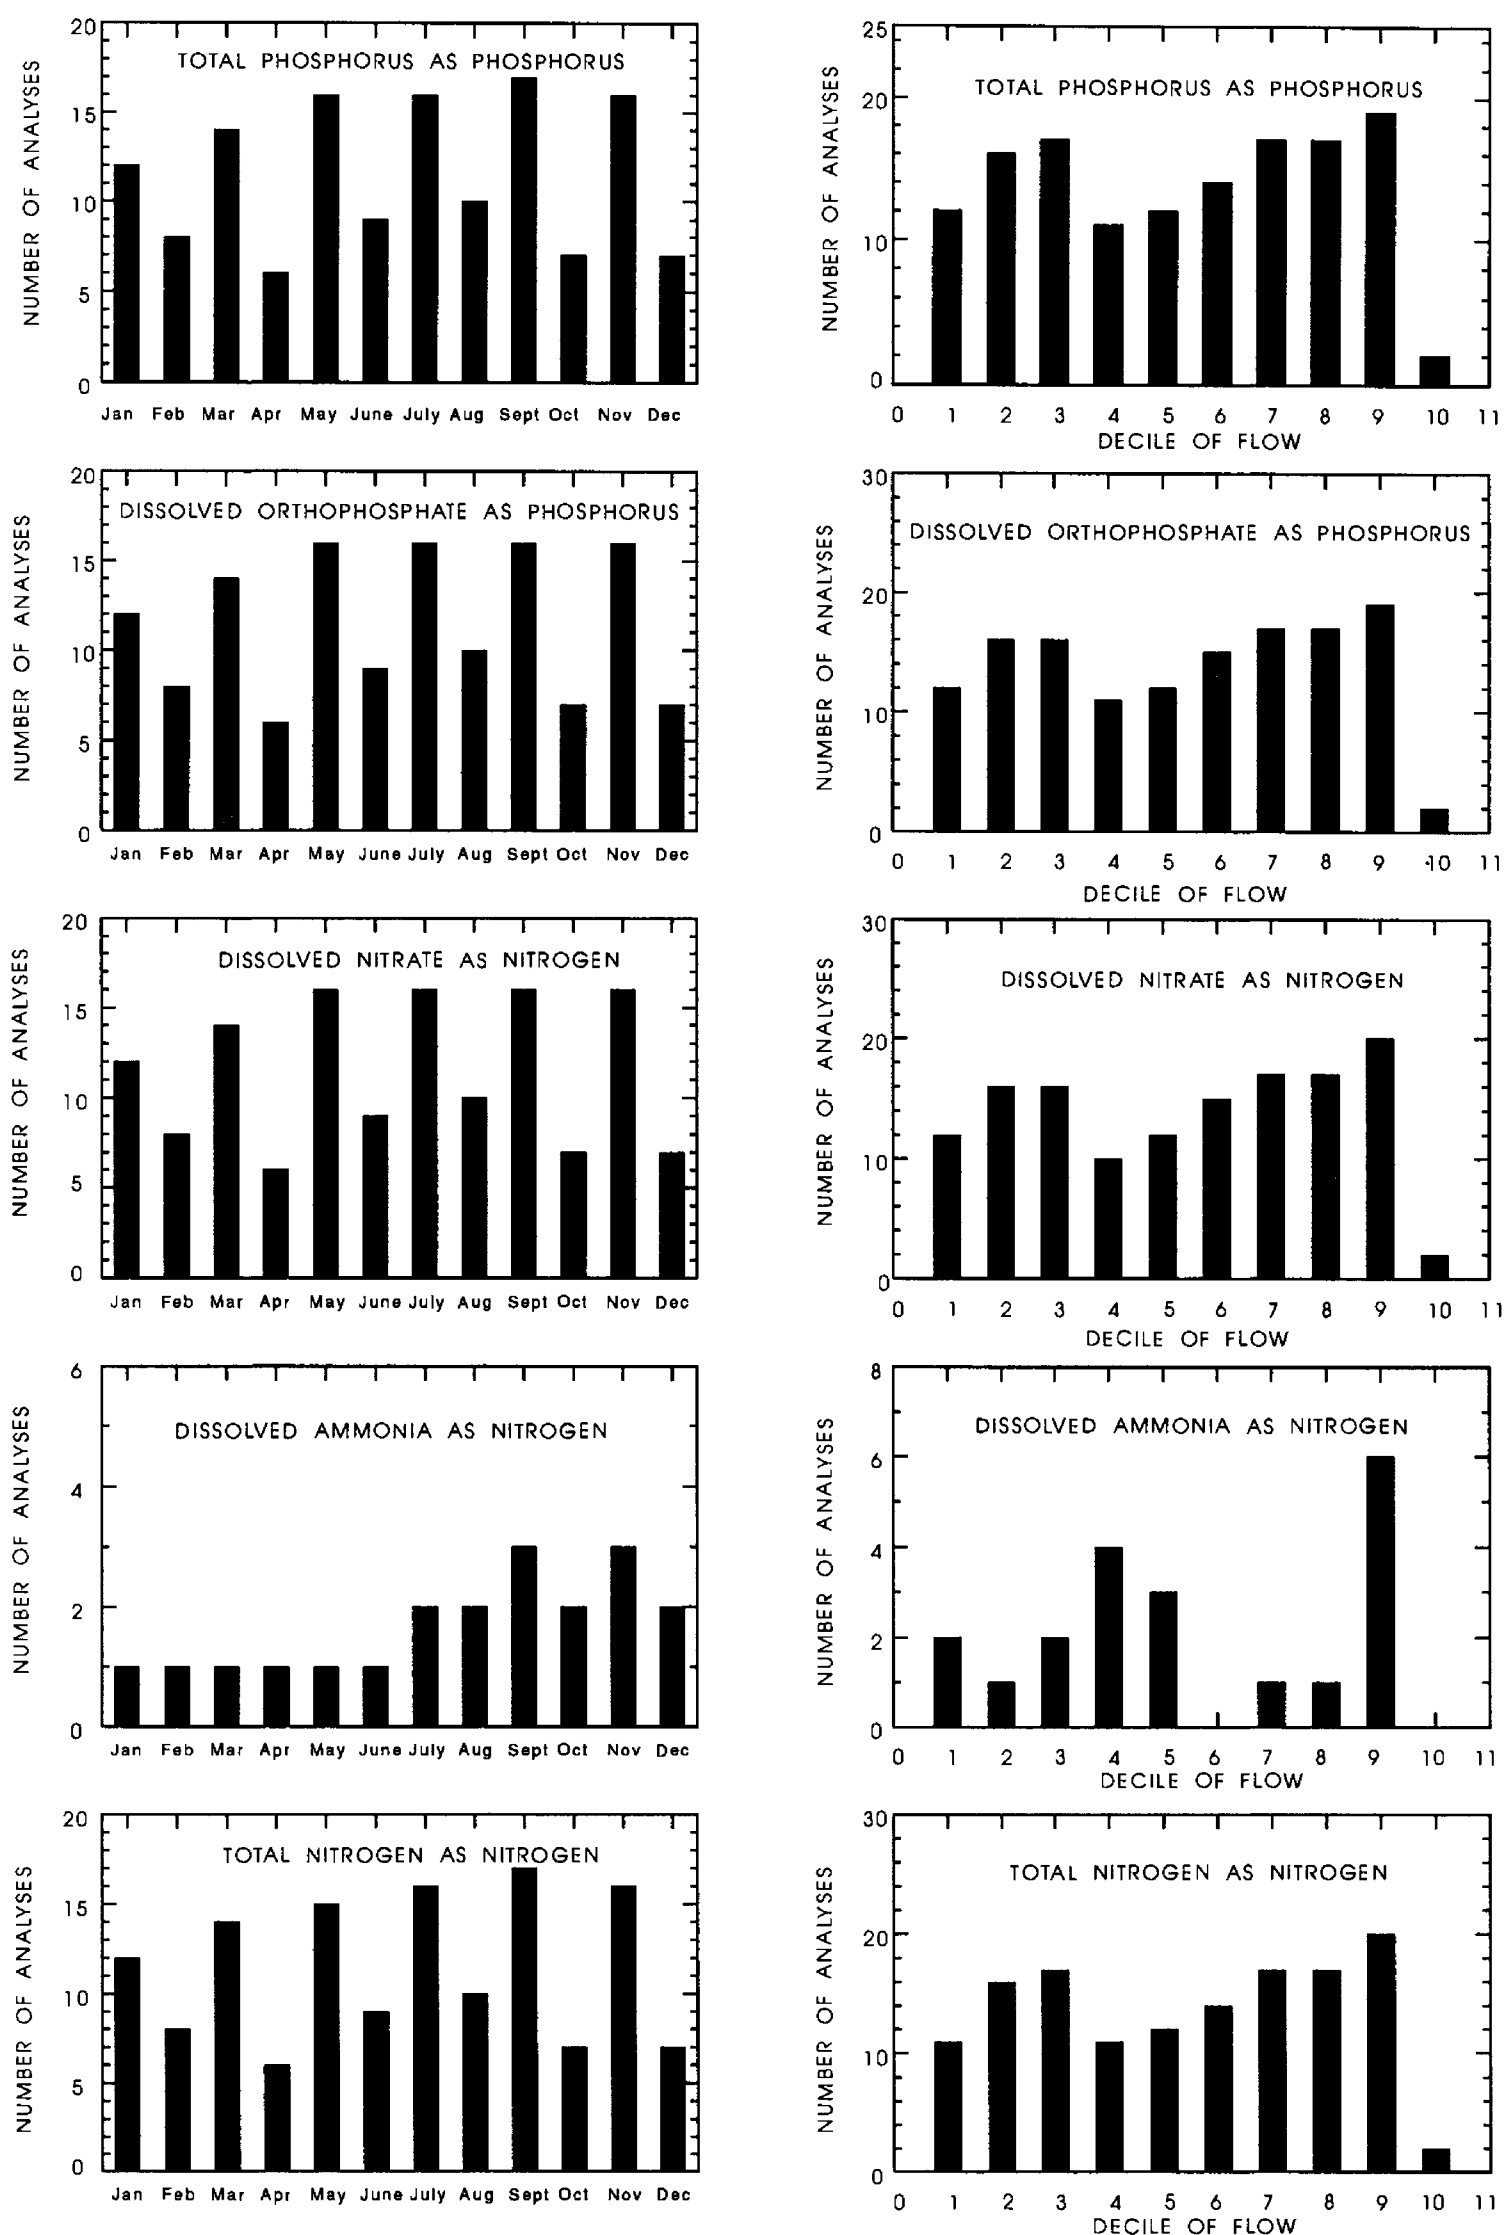 TOTAL PHOSPHORUS AS PHOSPHORUS
NUMBER OF ANALYSES
20
15
10
5
0
Jan Feb Mar Apr May June July Aug Sept Oct Nov Dec
TOTAL PHOSPHORUS AS PHOSPHORUS
NUMBER OF ANALYSES
25
20
10
0
0 1 2 3 4 5 6 7 8 9 10 11
DECILE OF FLOW
DISSOLVED ORTHOPHOSPHATE AS PHOSPHORUS
NUMBER OF ANALYSES
20
15
10
5
0
Jan Feb Mar Apr May June July Aug Sept Oct Nov Dec
DISSOLVED ORTHOPHOSPHATE AS PHOSPHORUS
NUMBER OF ANALYSES
30
20
10
0
0 1 2 3 4 5 6 7 8 9 10 11
DECILE OF FLOW
DISSOLVED NITRATE AS NITROGEN
NUMBER OF ANALYSES
20
15
10
5
0
Jan Feb Mar Apr May June July Aug Sept Oct Nov Dec
DISSOLVED NITRATE AS NITROGEN
NUMBER OF ANALYSES
30
20
10
0
0 1 2 3 4 5 6 7 8 9 10 11
DECILE OF FLOW
DISSOLVED AMMONIA AS NITROGEN
NUMBER OF ANALYSES
6
4
2
0
Jan Feb Mar Apr May June July Aug Sept Oct Nov Dec
DISSOLVED AMMONIA AS NITROGEN
NUMBER OF ANALYSES
8
6
4
2
0
0 1 2 3 4 5 6 7 8 9 10 11
DECILE OF FLOW
TOTAL NITROGEN AS NITROGEN
NUMBER OF ANALYSES
20
15
10
5
0
Jan Feb Mar Apr May June July Aug Sept Oct Nov Dec
TOTAL NITROGEN AS NITROGEN
NUMBER OF ANALYSES
30
20
10
0
0 1 2 3 4 5 6 7 8 9 10 11
DECILE OF FLOW